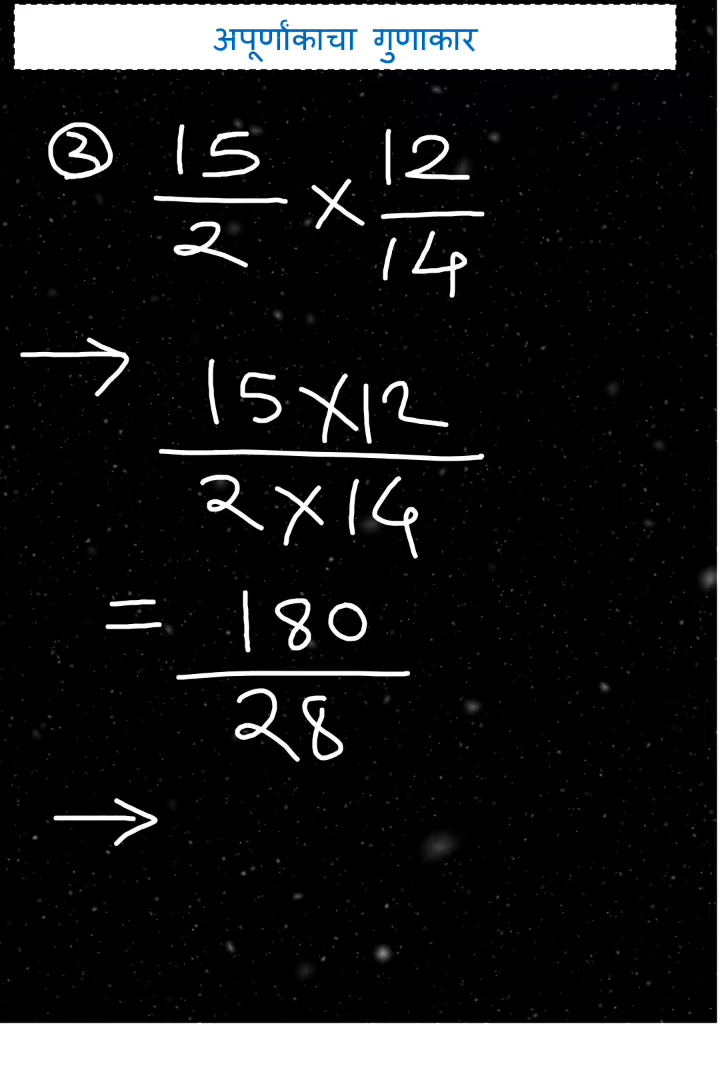 अपूर्णांकाचा गुणाकार
③ 15/2 × 12/14
→ 15×12/2×14
= 180/28
→